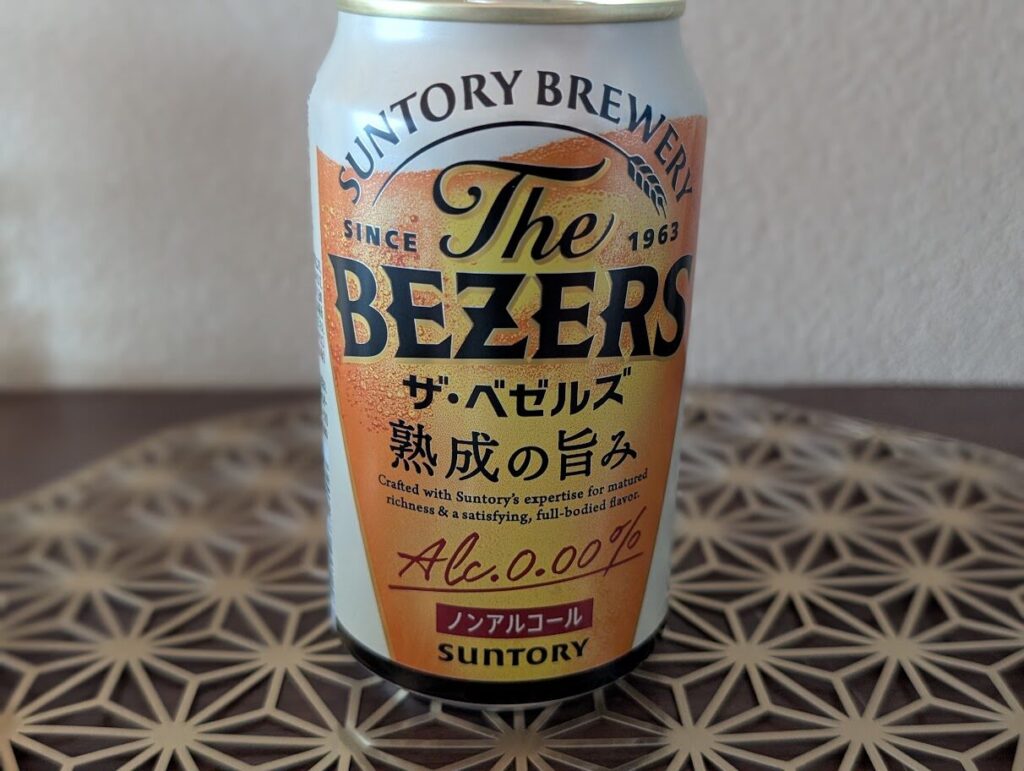 SUNTORY BREWERY
SINCE 1963
The
BEZERS
ザ・ベゼルズ
熟成の旨み
Crafted with Suntory's expertise for matured
richness & a satisfying, full-bodied flavor.
Alc.0.00%
ノンアルコール
SUNTORY